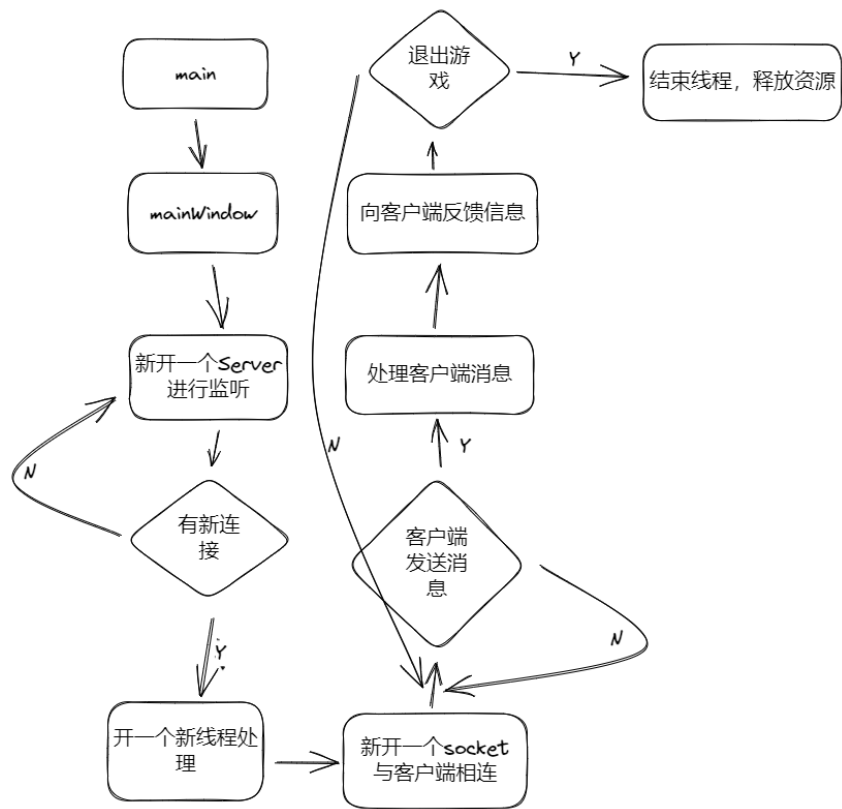 main
mainWindow
新开一个Server
进行监听
N
有新连
接
Y
开一个新线程处
理
新开一个socket
与客户端相连
客户端
发送消
息
N
Y
处理客户端消息
向客户端反馈信息
退出游
戏
N
Y
结束线程，释放资源